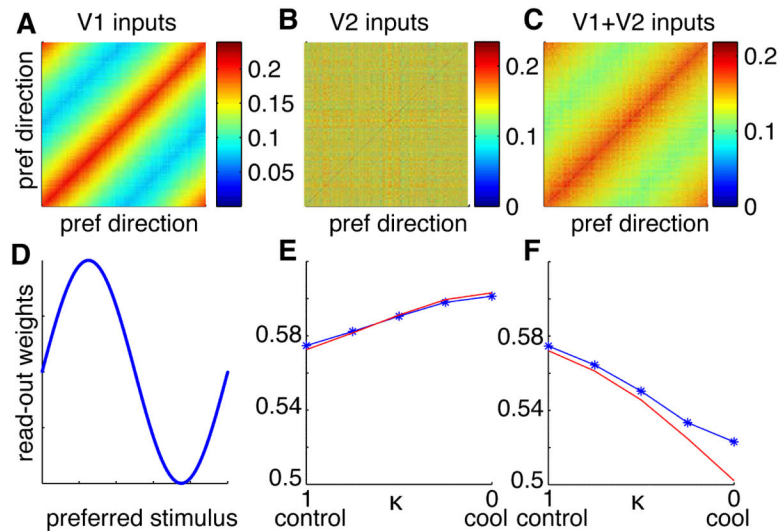 A V1 inputs
pref direction
0.2
0.15
0.1
0.05
pref direction
B V2 inputs
0.2
0.1
0
pref direction
C V1+V2 inputs
0.2
0.1
0
pref direction
D
read-out weights
preferred stimulus
E
0.58
0.54
0.5
1 κ 0
control cool
F
0.58
0.54
0.5
1 κ 0
control cool